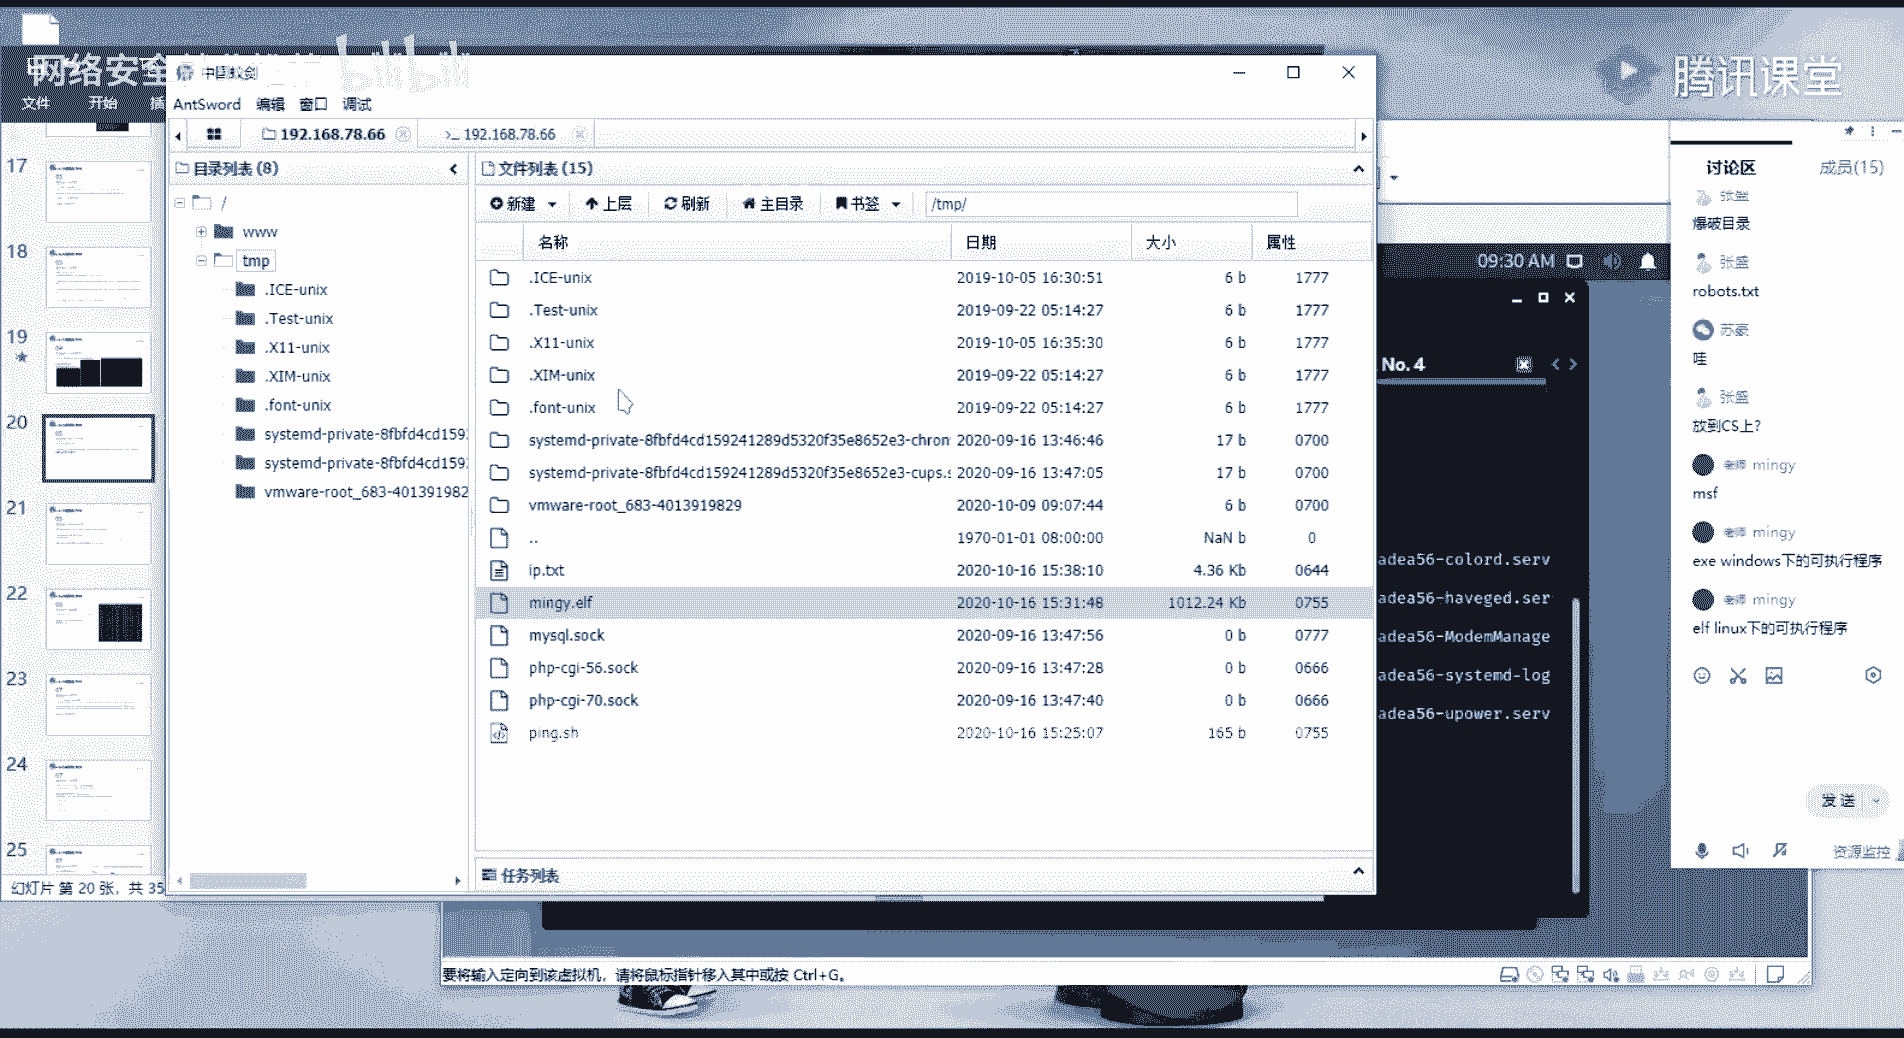 网络安全
bilibili
腾讯课堂
文件 开始 插
17
18
19
20
21
22
23
24
25
幻灯片 第 20 张，共 35
中国蚁剑
AntSword 编辑 窗口 调试
192.168.78.66
>_ 192.168.78.66
目录列表 (8)
/
www
tmp
.ICE-unix
.Test-unix
.X11-unix
.XIM-unix
.font-unix
systemd-private-8fbfd4cd159
systemd-private-8fbfd4cd159
vmware-root_683-401391982
文件列表 (15)
新建 上层 刷新 主目录 书签 /tmp/
名称 日期 大小 属性
.ICE-unix 2019-10-05 16:30:51 6 b 1777
.Test-unix 2019-09-22 05:14:27 6 b 1777
.X11-unix 2019-10-05 16:35:30 6 b 1777
.XIM-unix 2019-09-22 05:14:27 6 b 1777
.font-unix 2019-09-22 05:14:27 6 b 1777
systemd-private-8fbfd4cd159241289d5320f35e8652e3-chron 2020-09-16 13:46:46 17 b 0700
systemd-private-8fbfd4cd159241289d5320f35e8652e3-cups.s 2020-09-16 13:47:05 17 b 0700
vmware-root_683-4013919829 2020-10-09 09:07:44 6 b 0700
.. 1970-01-01 08:00:00 NaN b 0
ip.txt 2020-10-16 15:38:10 4.36 Kb 0644
mingy.elf 2020-10-16 15:31:48 1012.24 Kb 0755
mysql.sock 2020-09-16 13:47:56 0 b 0777
php-cgi-56.sock 2020-09-16 13:47:28 0 b 0666
php-cgi-70.sock 2020-09-16 13:47:40 0 b 0666
ping.sh 2020-10-16 15:25:07 165 b 0755
任务列表
09:30 AM
No. 4
adea56-colord.serv
adea56-haveged.ser
adea56-ModemManage
adea56-systemd-log
adea56-upower.serv
要将输入定向到该虚拟机，请将鼠标指针移入其中或按 Ctrl+G。
讨论区 成员(15)
张盛
爆破目录
张盛
robots.txt
苏豪
哇
张盛
放到CS上?
老师 mingy
msf
老师 mingy
exe windows下的可执行程序
老师 mingy
elf linux下的可执行程序
发送
资源监控